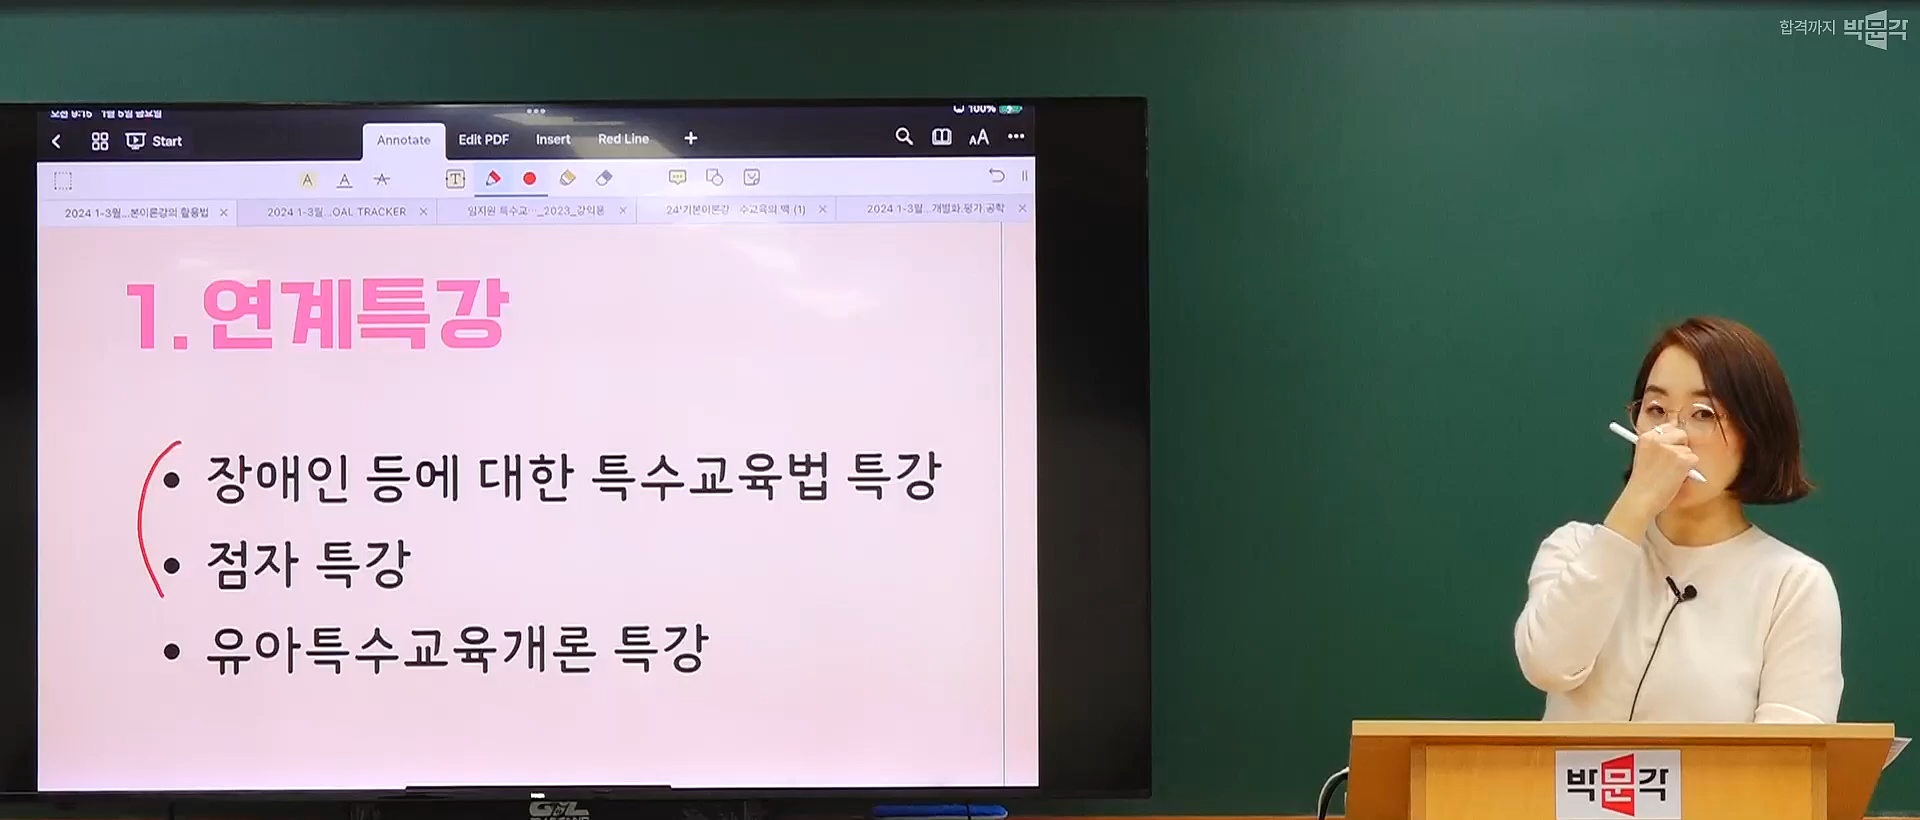 합격까지 박문각
100%
Start
Annotate
Edit PDF
Insert
Red Line
2024 1-3월...본이론강의 활용법
2024 1-3월...OAL TRACKER
2024 1-3월...개별화.평가.공학
1. 연계특강
• 장애인 등에 대한 특수교육법 특강
• 점자 특강
• 유아특수교육개론 특강
박문각